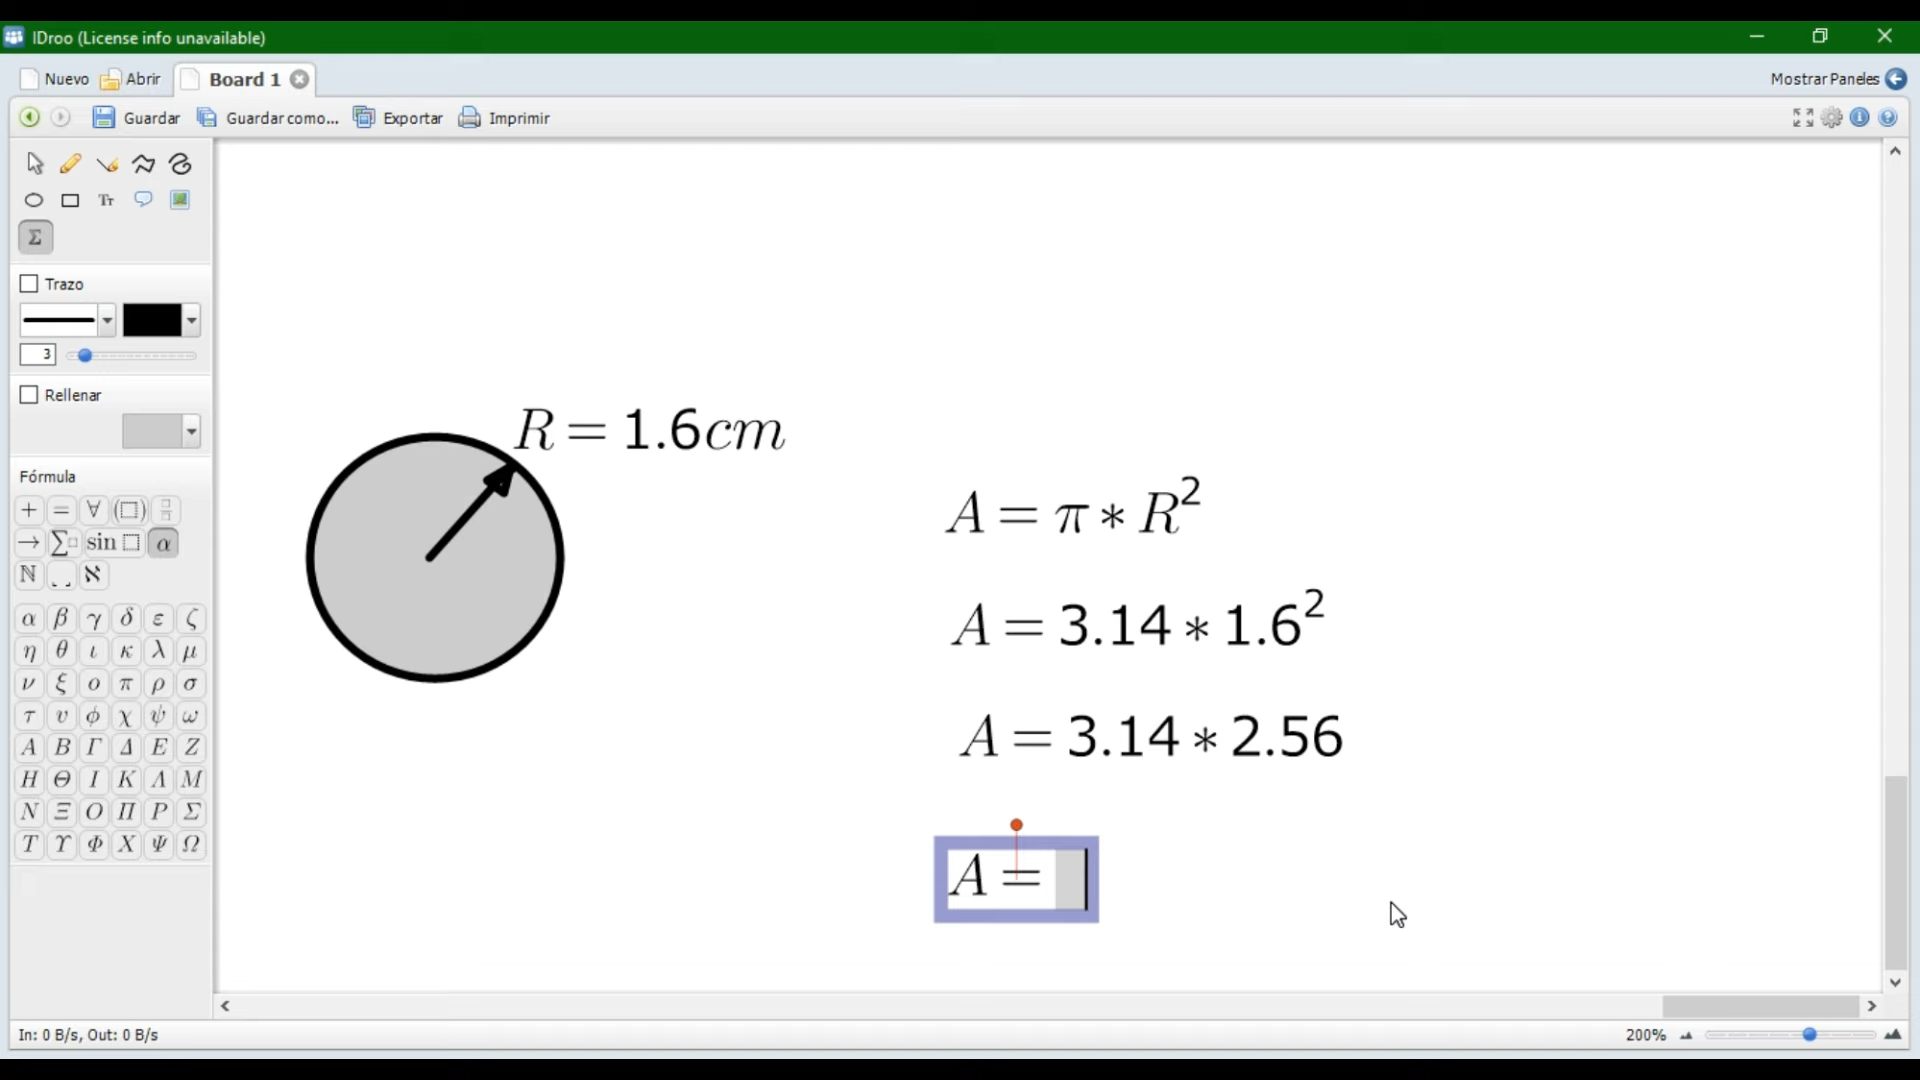 IDroo (License info unavailable)
Nuevo Abrir Board 1 Mostrar Paneles
Guardar Guardar como... Exportar Imprimir
Tт
Σ
Trazo
3
Rellenar
Fórmula
+ = ∀ (□) □/□
→ ∑□ sin □ α
ℕ ℵ
α β γ δ ε ζ
η θ ι κ λ μ
ν ξ ο π ρ σ
τ υ ϕ χ ψ ω
Α Β Γ Δ Ε Ζ
Η Θ Ι Κ Λ Μ
Ν Ξ Ο Π Ρ Σ
Τ ϒ Φ Χ Ψ Ω
R = 1.6cm
A = π * R²
A = 3.14 * 1.6²
A = 3.14 * 2.56
A =
In: 0 B/s, Out: 0 B/s 200%